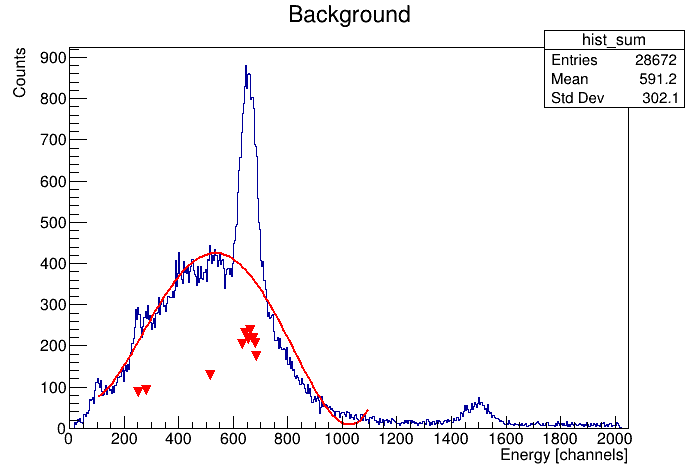 Background
hist_sum
Entries 28672
Mean 591.2
Std Dev 302.1
Counts
900
800
700
600
500
400
300
200
100
0
0 200 400 600 800 1000 1200 1400 1600 1800 2000
Energy [channels]